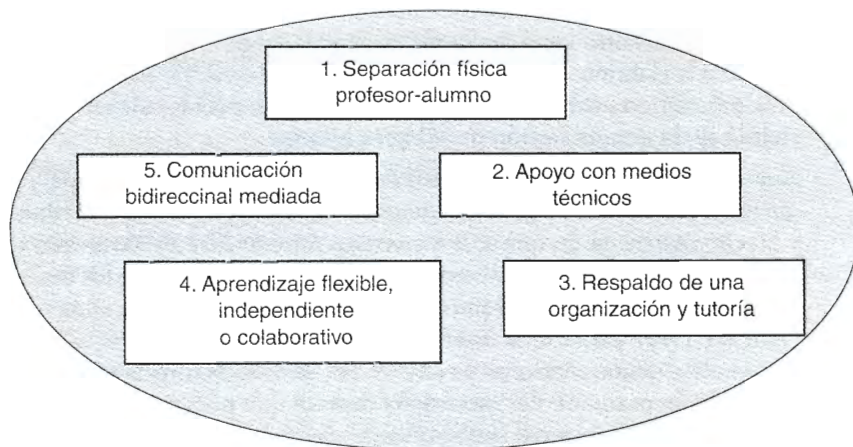 1. Separación física
profesor-alumno
5. Comunicación
bidireccinal mediada
2. Apoyo con medios
técnicos
4. Aprendizaje flexible,
independiente
o colaborativo
3. Respaldo de una
organización y tutoría